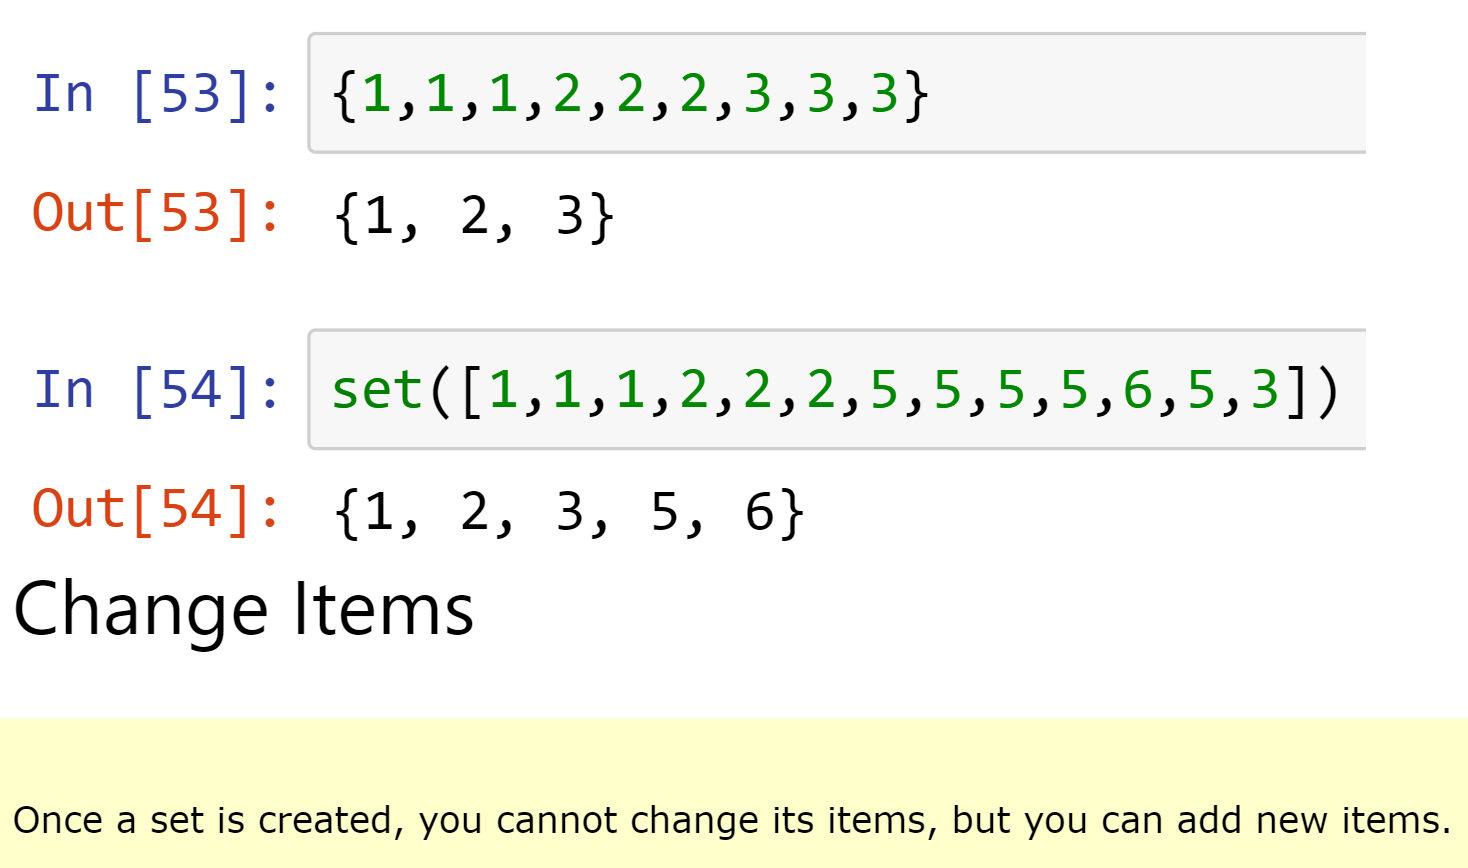 In [53]: {1,1,1,2,2,2,3,3,3}
Out[53]: {1, 2, 3}
In [54]: set([1,1,1,2,2,2,5,5,5,5,6,5,3])
Out[54]: {1, 2, 3, 5, 6}
Change Items
Once a set is created, you cannot change its items, but you can add new items.